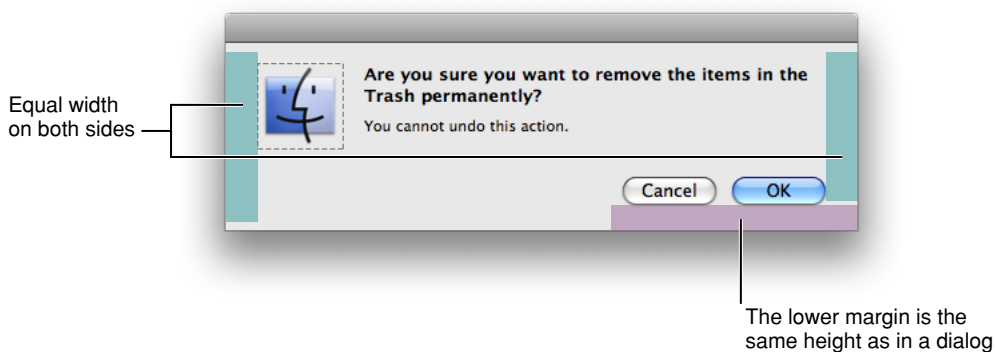 Are you sure you want to remove the items in the
Trash permanently?
You cannot undo this action.
Equal width
on both sides
Cancel
OK
The lower margin is the
same height as in a dialog